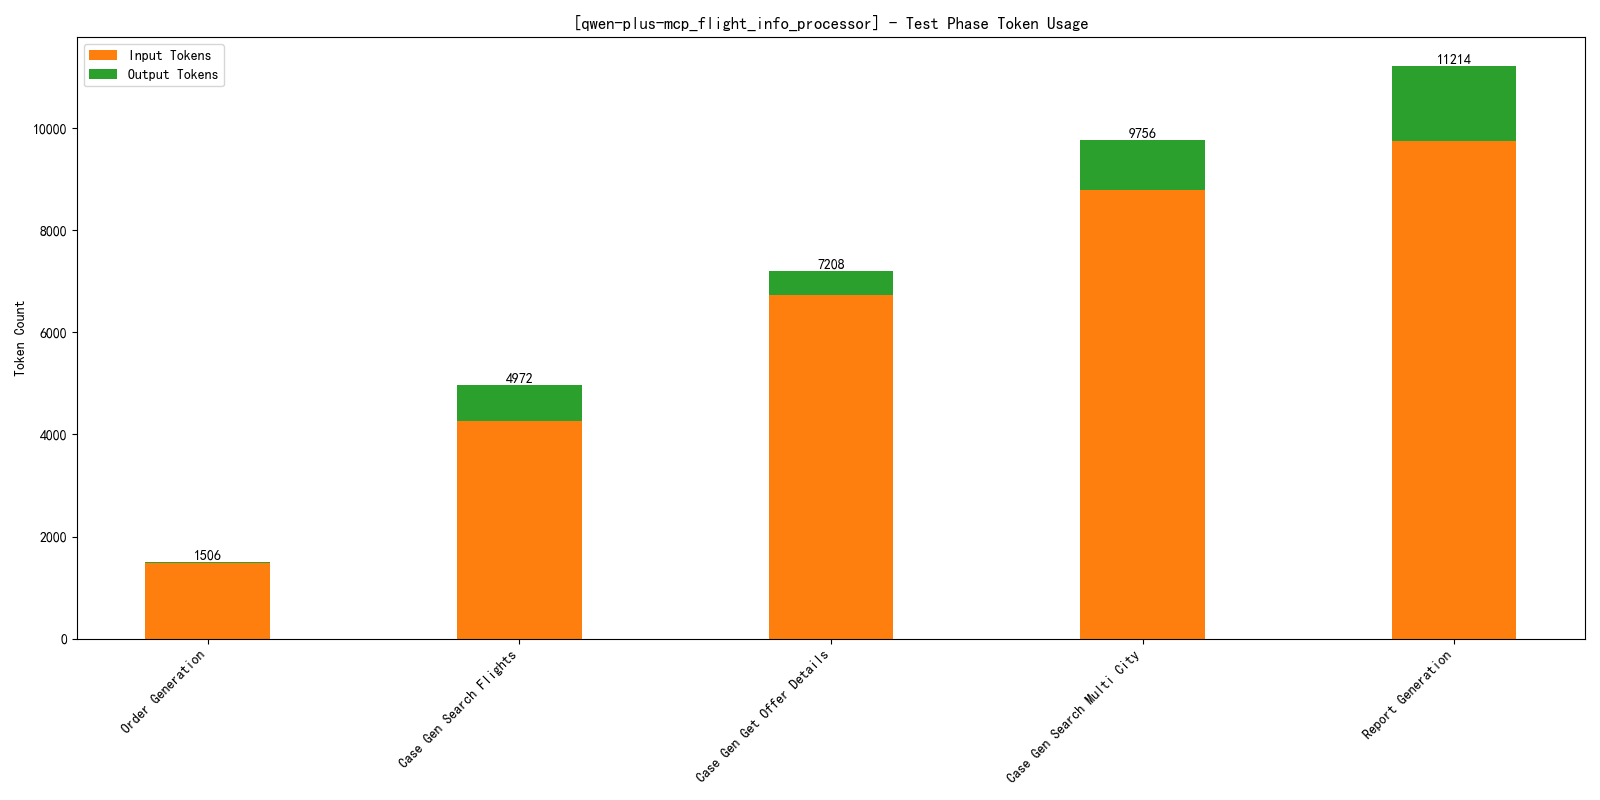 [qwen-plus-mcp_flight_info_processor] - Test Phase Token Usage
Input Tokens
Output Tokens
Token Count
10000
8000
6000
4000
2000
0
1506
4972
7208
9756
11214
Order Generation
Case Gen Search Flights
Case Gen Get Offer Details
Case Gen Search Multi City
Report Generation